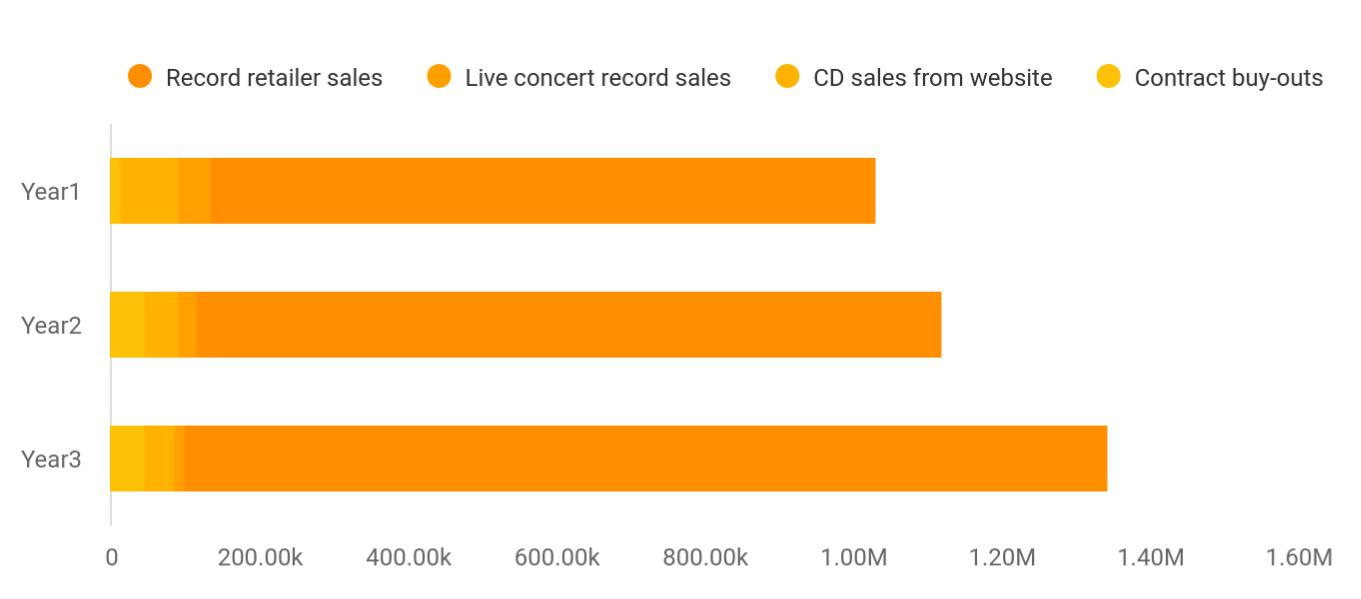 Record retailer sales Live concert record sales CD sales from website Contract buy-outs
Year1
Year2
Year3
0 200.00k 400.00k 600.00k 800.00k 1.00M 1.20M 1.40M 1.60M